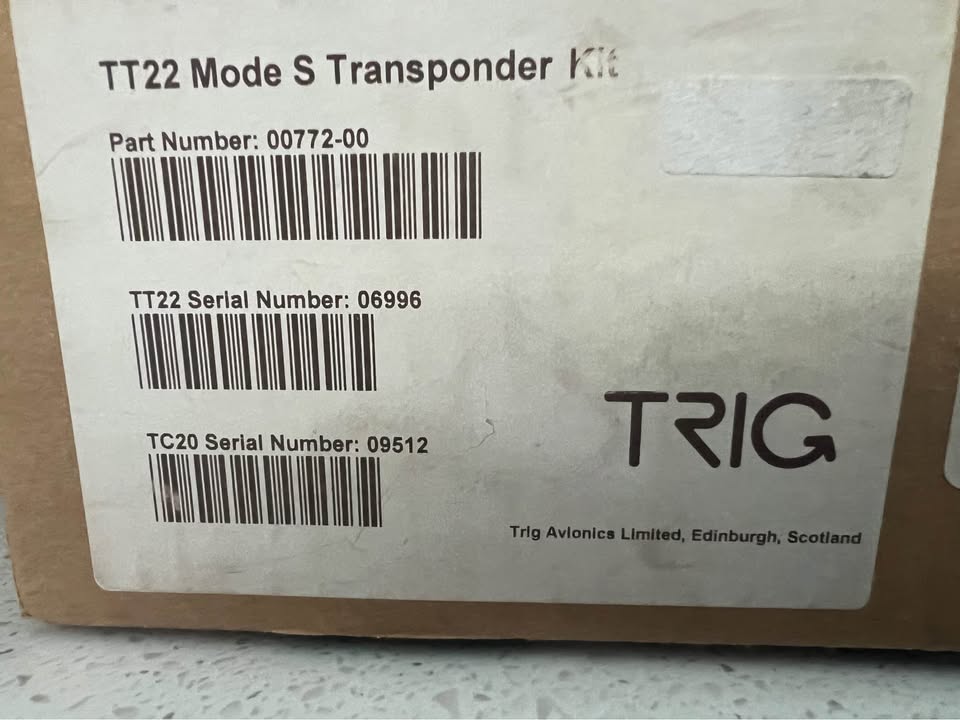 TT22 Mode S Transponder Kit
Part Number: 00772-00
TT22 Serial Number: 06996
TC20 Serial Number: 09512
TRIG
Trig Avionics Limited, Edinburgh, Scotland